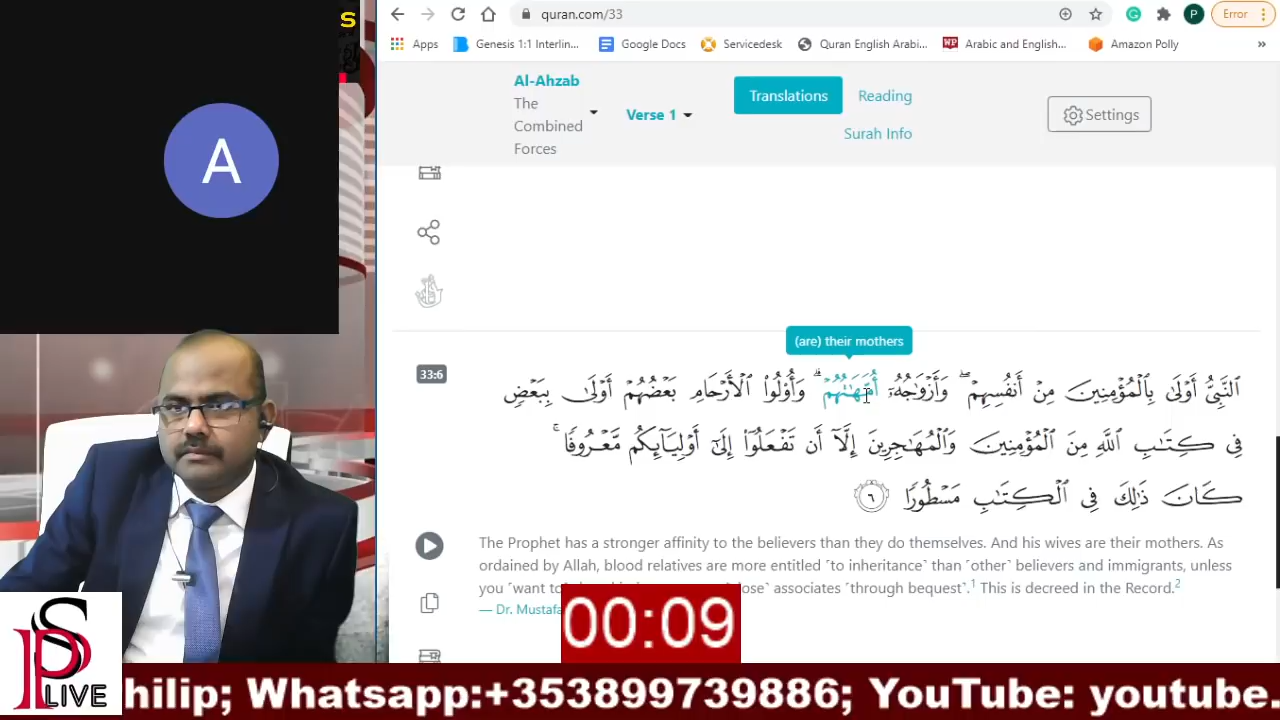 S
quran.com/33
Error
Apps
Genesis 1:1 Interlin...
Google Docs
Servicedesk
Quran English Arabi...
Arabic and English...
Amazon Polly
»
Al-Ahzab
The
Combined
Forces
Verse 1
Translations
Reading
Surah Info
Settings
P
A
(are) their mothers
33:6
ٱلنَّبِىُّ أَوْلَىٰ بِٱلْمُؤْمِنِينَ مِنْ أَنفُسِهِمْ ۖ وَأَزْوَٰجُهُۥٓ أُمَّهَـٰتُهُمْ ۗ وَأُو۟لُوا۟ ٱلْأَرْحَامِ بَعْضُهُمْ أَوْلَىٰ بِبَعْضٍ
فِى كِتَـٰبِ ٱللَّهِ مِنَ ٱلْمُؤْمِنِينَ وَٱلْمُهَـٰجِرِينَ إِلَّآ أَن تَفْعَلُوٓا۟ إِلَىٰٓ أَوْلِيَآئِكُم مَّعْرُوفًا ۚ
كَانَ ذَٰلِكَ فِى ٱلْكِتَـٰبِ مَسْطُورًا ٦
The Prophet has a stronger affinity to the believers than they do themselves. And his wives are their mothers. As
ordained by Allah, blood relatives are more entitled ˹to inheritance˺ than ˹other˺ believers and immigrants, unless
you ˹want to associates ˹through bequest˺.1 This is decreed in the Record.2
— Dr. Mustafa
00:09
SP LIVE
hilip; Whatsapp:+353899739886; YouTube: youtube.